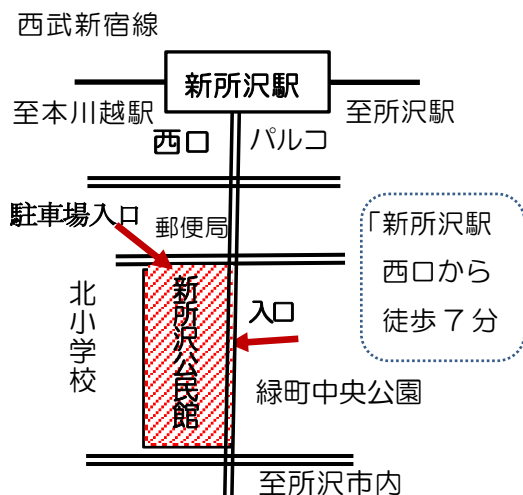 西武新宿線
新所沢駅
至本川越駅
至所沢駅
西口
パルコ
駐車場入口
郵便局
「新所沢駅
西口から
徒歩７分
北小学校
新所沢公民館
入口
緑町中央公園
至所沢市内